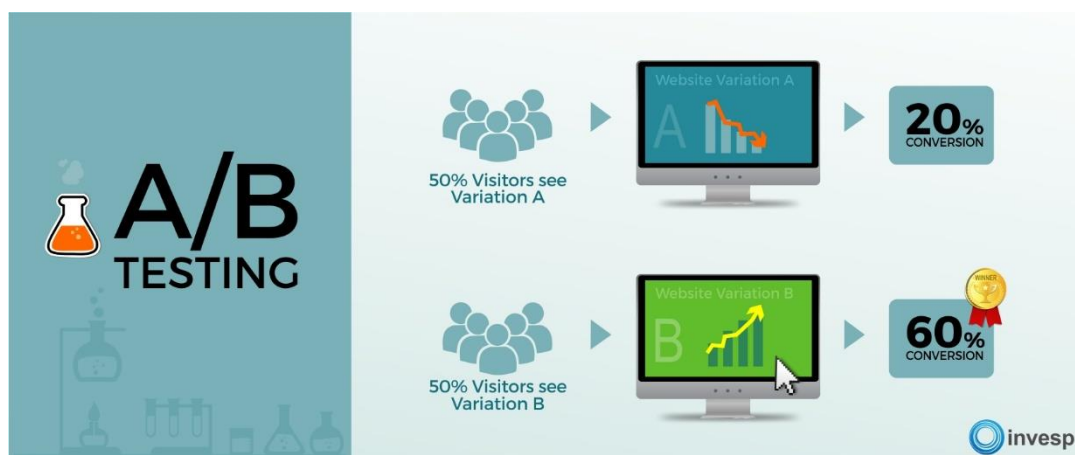 A/B
TESTING
50% Visitors see
Variation A
Website Variation A
A
20%
CONVERSION
50% Visitors see
Variation B
Website Variation B
B
WINNER
60%
CONVERSION
invesp